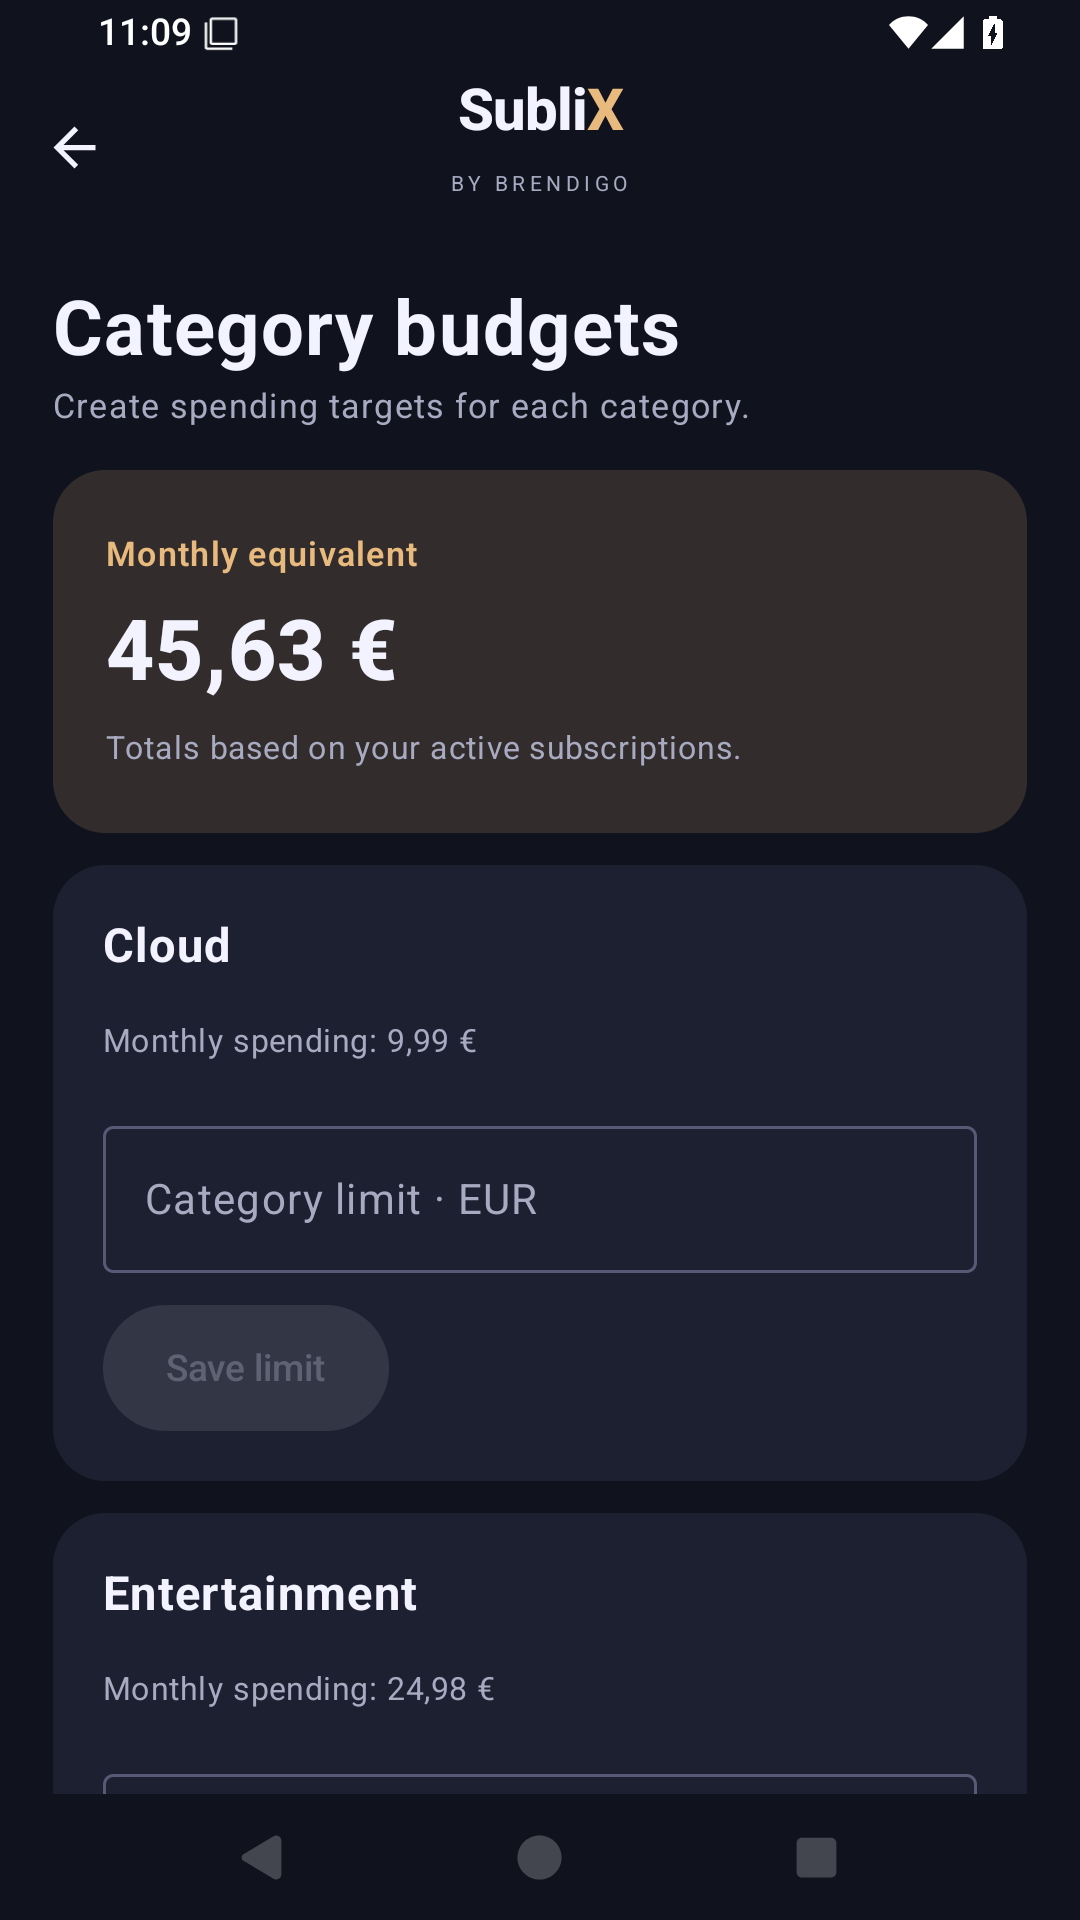 11:09
SubliX
BY BRENDIGO
Category budgets
Create spending targets for each category.
Monthly equivalent
45,63 €
Totals based on your active subscriptions.
Cloud
Monthly spending: 9,99 €
Category limit · EUR
Save limit
Entertainment
Monthly spending: 24,98 €